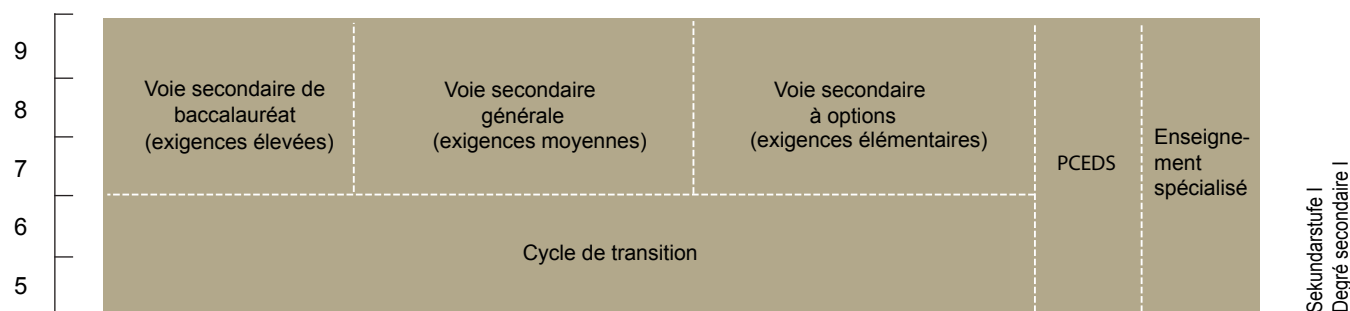 9
8
7
6
5
Voie secondaire de
baccalauréat
(exigences élevées)
Voie secondaire
générale
(exigences moyennes)
Voie secondaire
à options
(exigences élémentaires)
PCEDS
Enseigne-
ment
spécialisé
Cycle de transition
Sekundarstufe I
Degré secondaire I